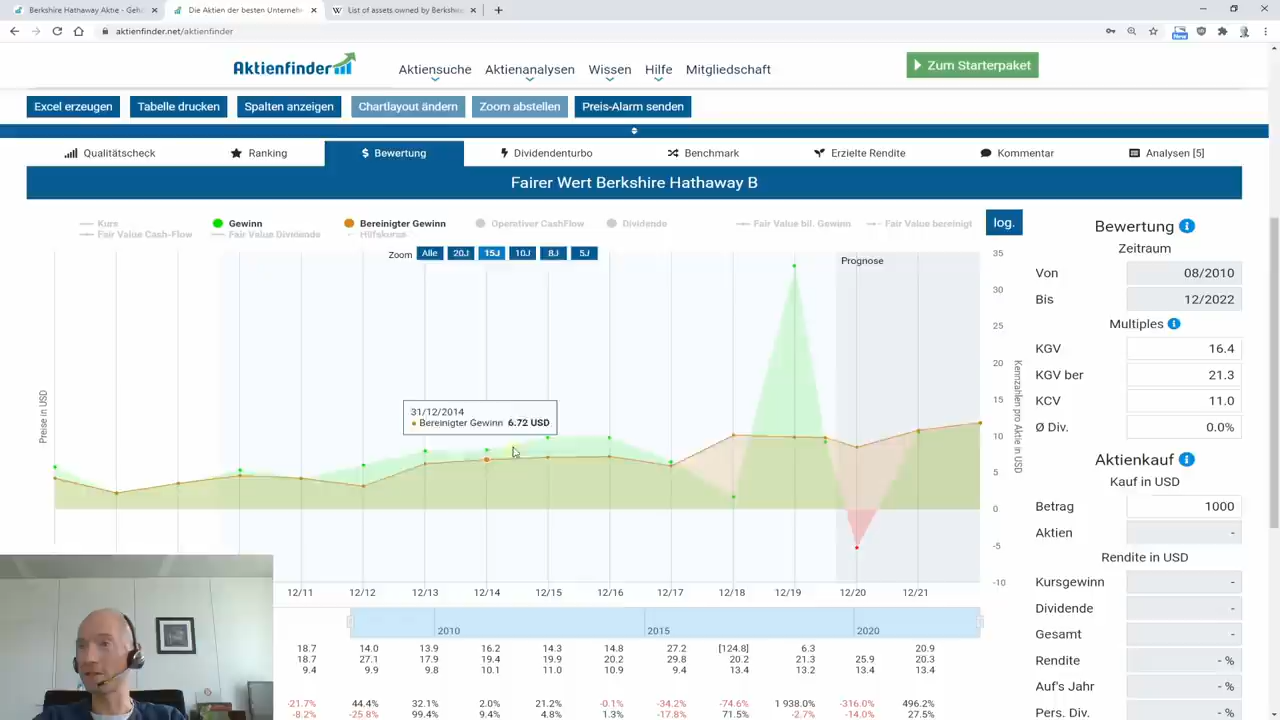 Berkshire Hathaway Aktie - Geh
Die Aktien der besten Unterneh
List of assets owned by Berkshi
aktienfinder.net/aktienfinder
New
Aktienfinder
Aktiensuche Aktienanalysen Wissen Hilfe Mitgliedschaft
Zum Starterpaket
Excel erzeugen Tabelle drucken Spalten anzeigen Chartlayout ändern Zoom abstellen Preis-Alarm senden
Qualitätscheck Ranking $ Bewertung Dividendenturbo Benchmark Erzielte Rendite Kommentar Analysen [5]
Fairer Wert Berkshire Hathaway B
Kurs Gewinn Bereinigter Gewinn Operativer CashFlow Dividende Fair Value bil. Gewinn Fair Value bereinigt
Fair Value Cash-Flow Fair Value Dividende Hilfskurse
log.
Zoom Alle 20J 15J 10J 8J 5J
Prognose
35
30
25
20
15
10
5
0
-5
-10
Preise in USD
Kennzahlen pro Aktie in USD
31/12/2014
Bereinigter Gewinn 6.72 USD
12/11 12/12 12/13 12/14 12/15 12/16 12/17 12/18 12/19 12/20 12/21
2010 2015 2020
18.7 14.0 13.9 16.2 14.3 14.8 27.2 [124.8] 6.3 20.9
18.7 27.1 17.9 19.4 19.9 20.2 29.8 20.2 21.3 25.9 20.3
9.4 9.9 9.8 10.1 11.0 10.9 9.4 13.4 13.2 13.4 13.4
-21.7% 44.4% 32.1% 2.0% 21.2% -0.1% -34.2% -74.6% 1 938.0% -316.0% 496.2%
-8.2% -25.8% 99.4% 9.4% 4.8% 1.3% -17.8% 71.5% -2.7% -14.0% 27.5%
Bewertung
Zeitraum
Von 08/2010
Bis 12/2022
Multiples
KGV 16.4
KGV ber 21.3
KCV 11.0
Ø Div. 0.0%
Aktienkauf
Kauf in USD
Betrag 1000
Aktien -
Rendite in USD
Kursgewinn -
Dividende -
Gesamt -
Rendite - %
Auf's Jahr - %
Pers. Div. - %